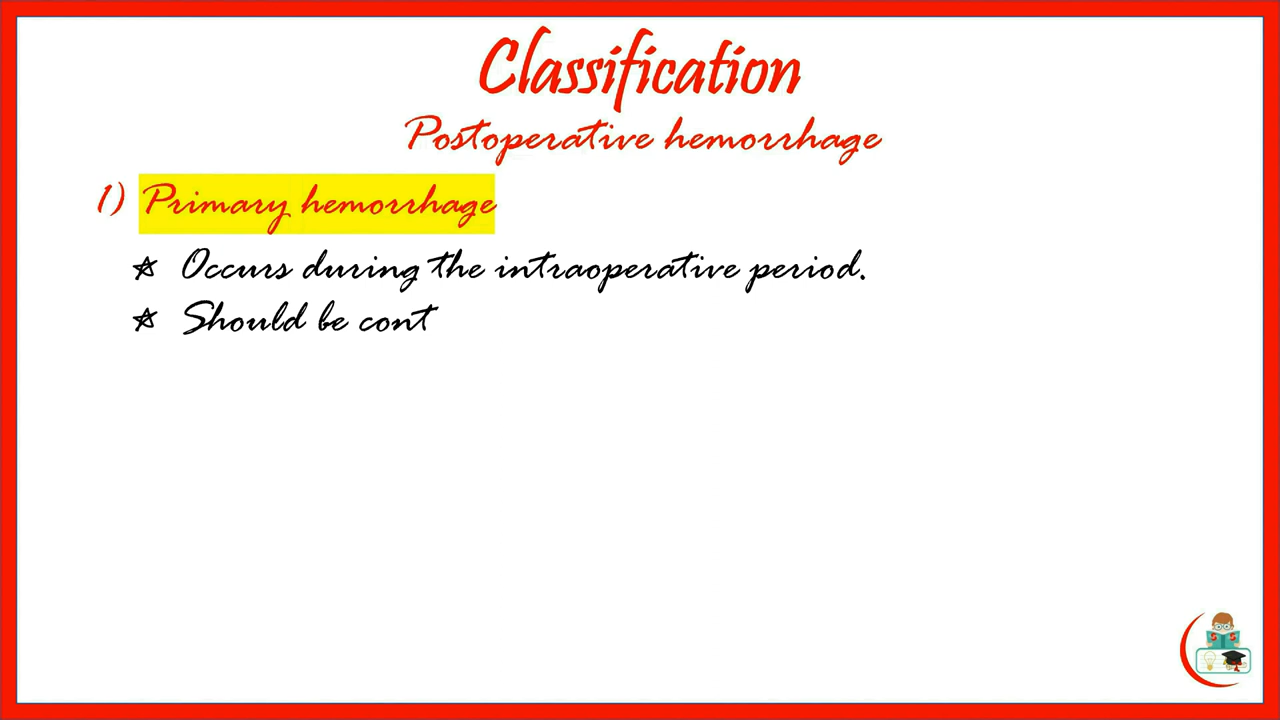 Classification
Postoperative hemorrhage
1) Primary hemorrhage
☆ Occurs during the intraoperative period.
☆ Should be cont